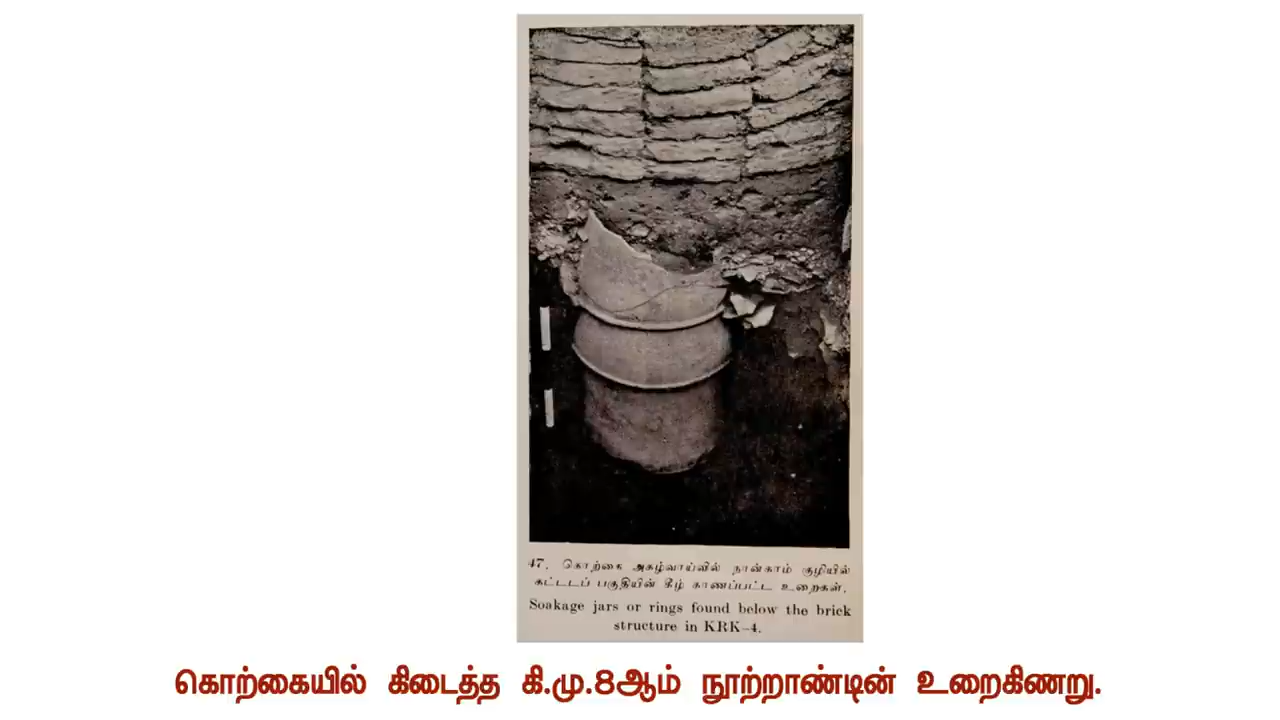 47. கொற்கை அகழ்வாய்வில் நான்காம் குழியில்
கட்டடப் பகுதியின் கீழ் காணப்பட்ட உறைகள்.
Soakage jars or rings found below the brick
structure in KRK-4.
கொற்கையில் கிடைத்த கி.மு.8ஆம் நூற்றாண்டின் உறைகிணறு.